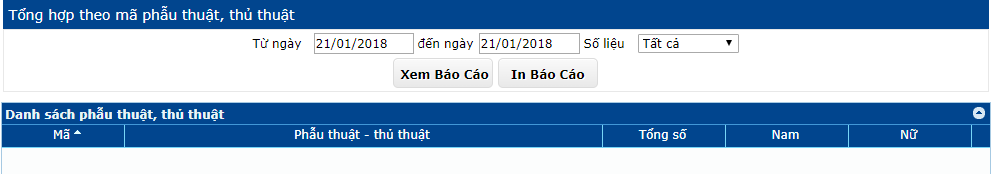 Tổng hợp theo mã phẫu thuật, thủ thuật
Từ ngày 21/01/2018 đến ngày 21/01/2018 Số liệu Tất cả
Xem Báo Cáo In Báo Cáo
Danh sách phẫu thuật, thủ thuật
Mã Phẫu thuật - thủ thuật Tổng số Nam Nữ